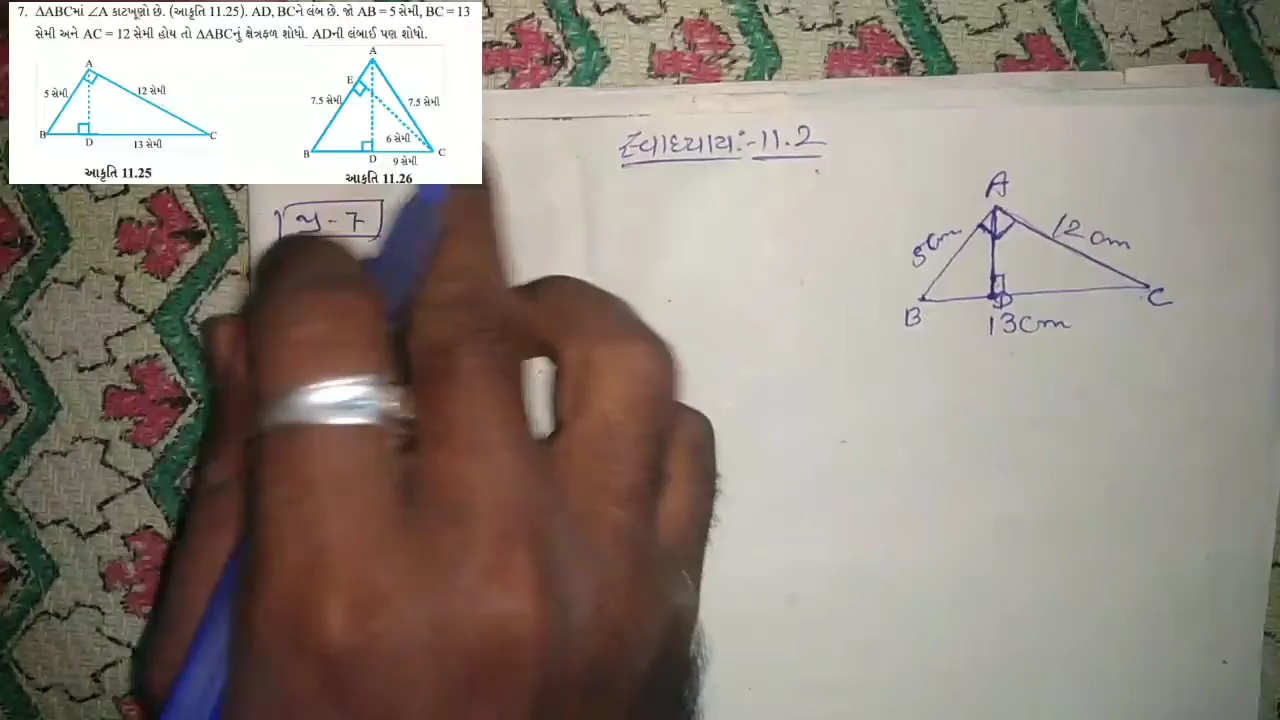 7. ΔABCમાં ∠A કાટખૂણો છે. (આકૃતિ 11.25). AD, BCને લંબ છે. જો AB = 5 સેમી, BC = 13
સેમી અને AC = 12 સેમી હોય તો ΔABCનું ક્ષેત્રફળ શોધો. ADની લંબાઈ પણ શોધો.
A
5 સેમી
12 સેમી
B
D
C
13 સેમી
આકૃતિ 11.25
A
E
7.5 સેમી
7.5 સેમી
6 સેમી
B
D
C
9 સેમી
આકૃતિ 11.26
સ્વાધ્યાય:-11.2
A
5cm
12cm
B
D
C
13cm